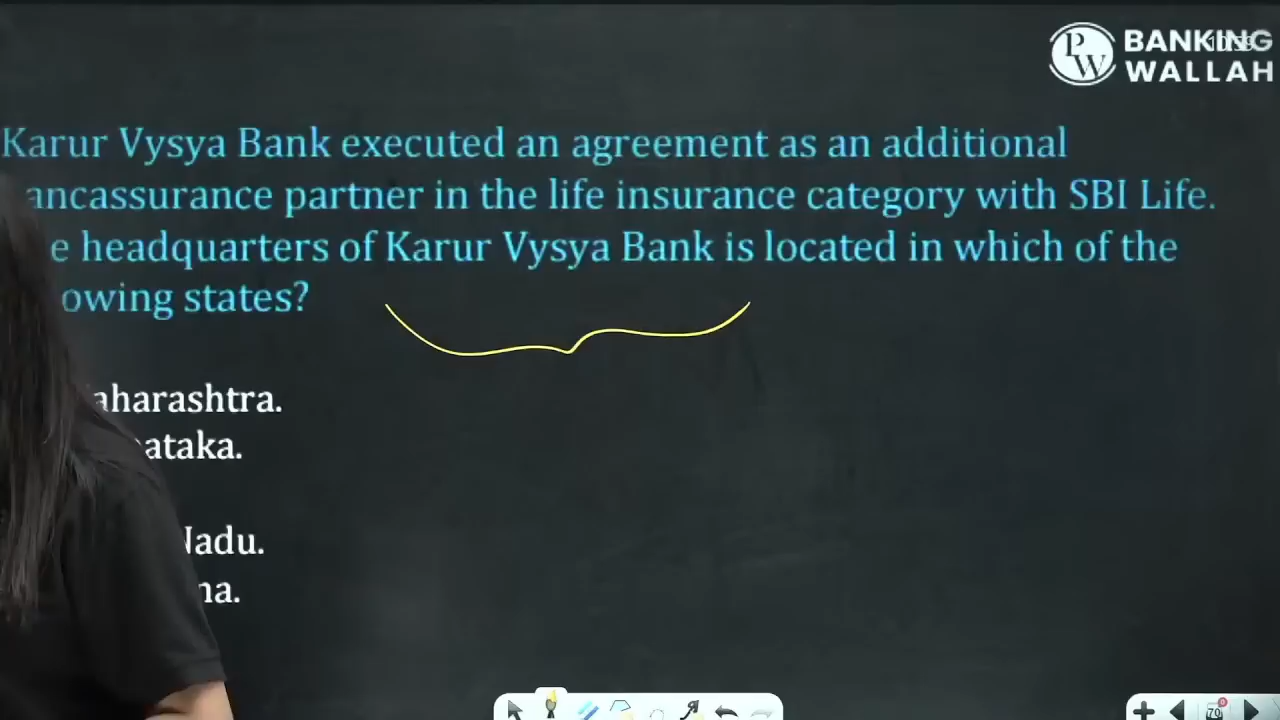 BANKING
WALLAH
PW
Karur Vysya Bank executed an agreement as an additional
ancassurance partner in the life insurance category with SBI Life.
e headquarters of Karur Vysya Bank is located in which of the
owing states?
aharashtra.
ataka.
Nadu.
na.
70